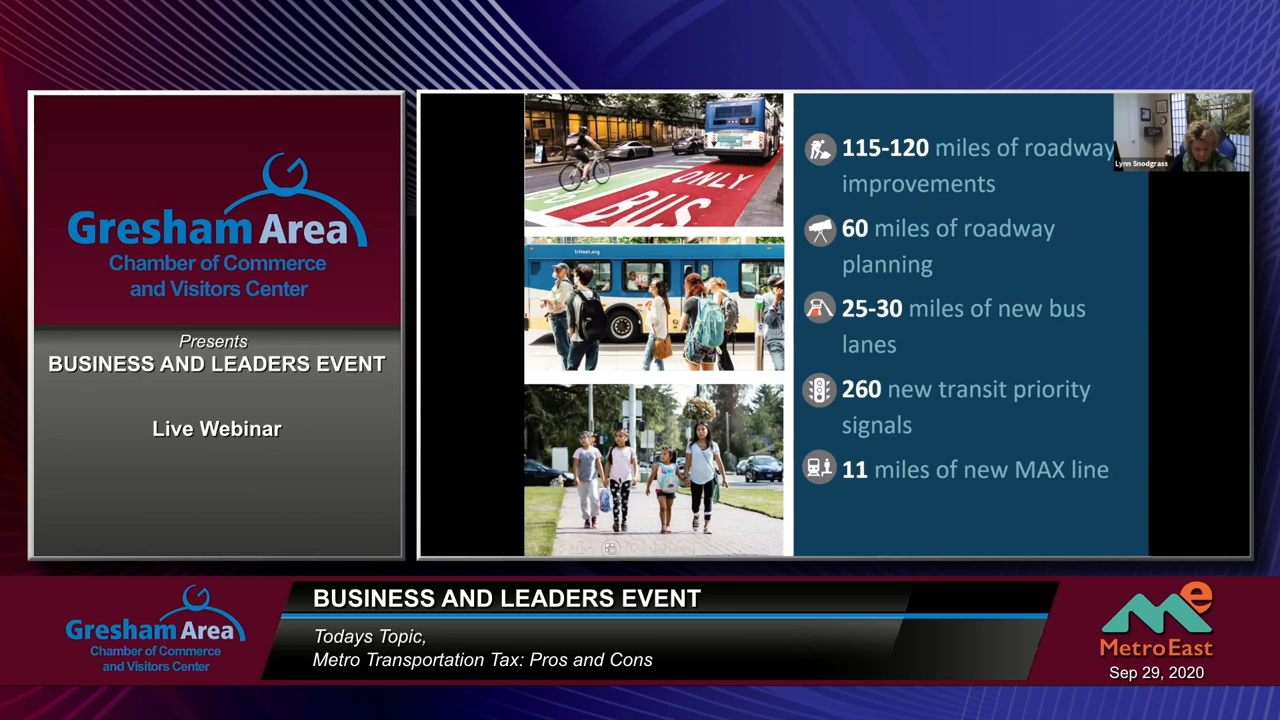 Gresham Area
Chamber of Commerce
and Visitors Center
Presents
BUSINESS AND LEADERS EVENT
Live Webinar
ONLY
BUS
trimet.org
115-120 miles of roadway
improvements
60 miles of roadway
planning
25-30 miles of new bus
lanes
260 new transit priority
signals
11 miles of new MAX line
Lynn Snodgrass
Gresham Area
Chamber of Commerce
and Visitors Center
BUSINESS AND LEADERS EVENT
Todays Topic,
Metro Transportation Tax: Pros and Cons
Me
MetroEast
Sep 29, 2020